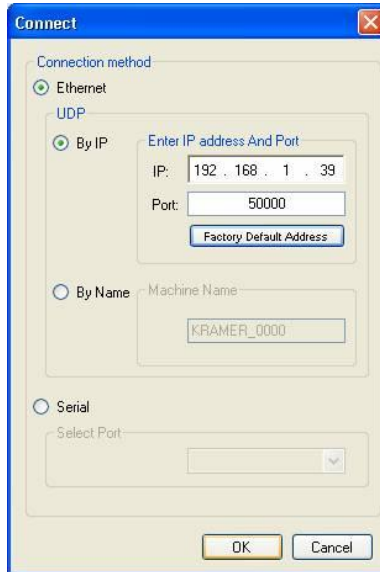 Connect
Connection method
Ethernet
UDP
By IP
Enter IP address And Port
IP: 192 . 168 . 1 . 39
Port: 50000
Factory Default Address
By Name
Machine Name
KRAMER_0000
Serial
Select Port
OK Cancel